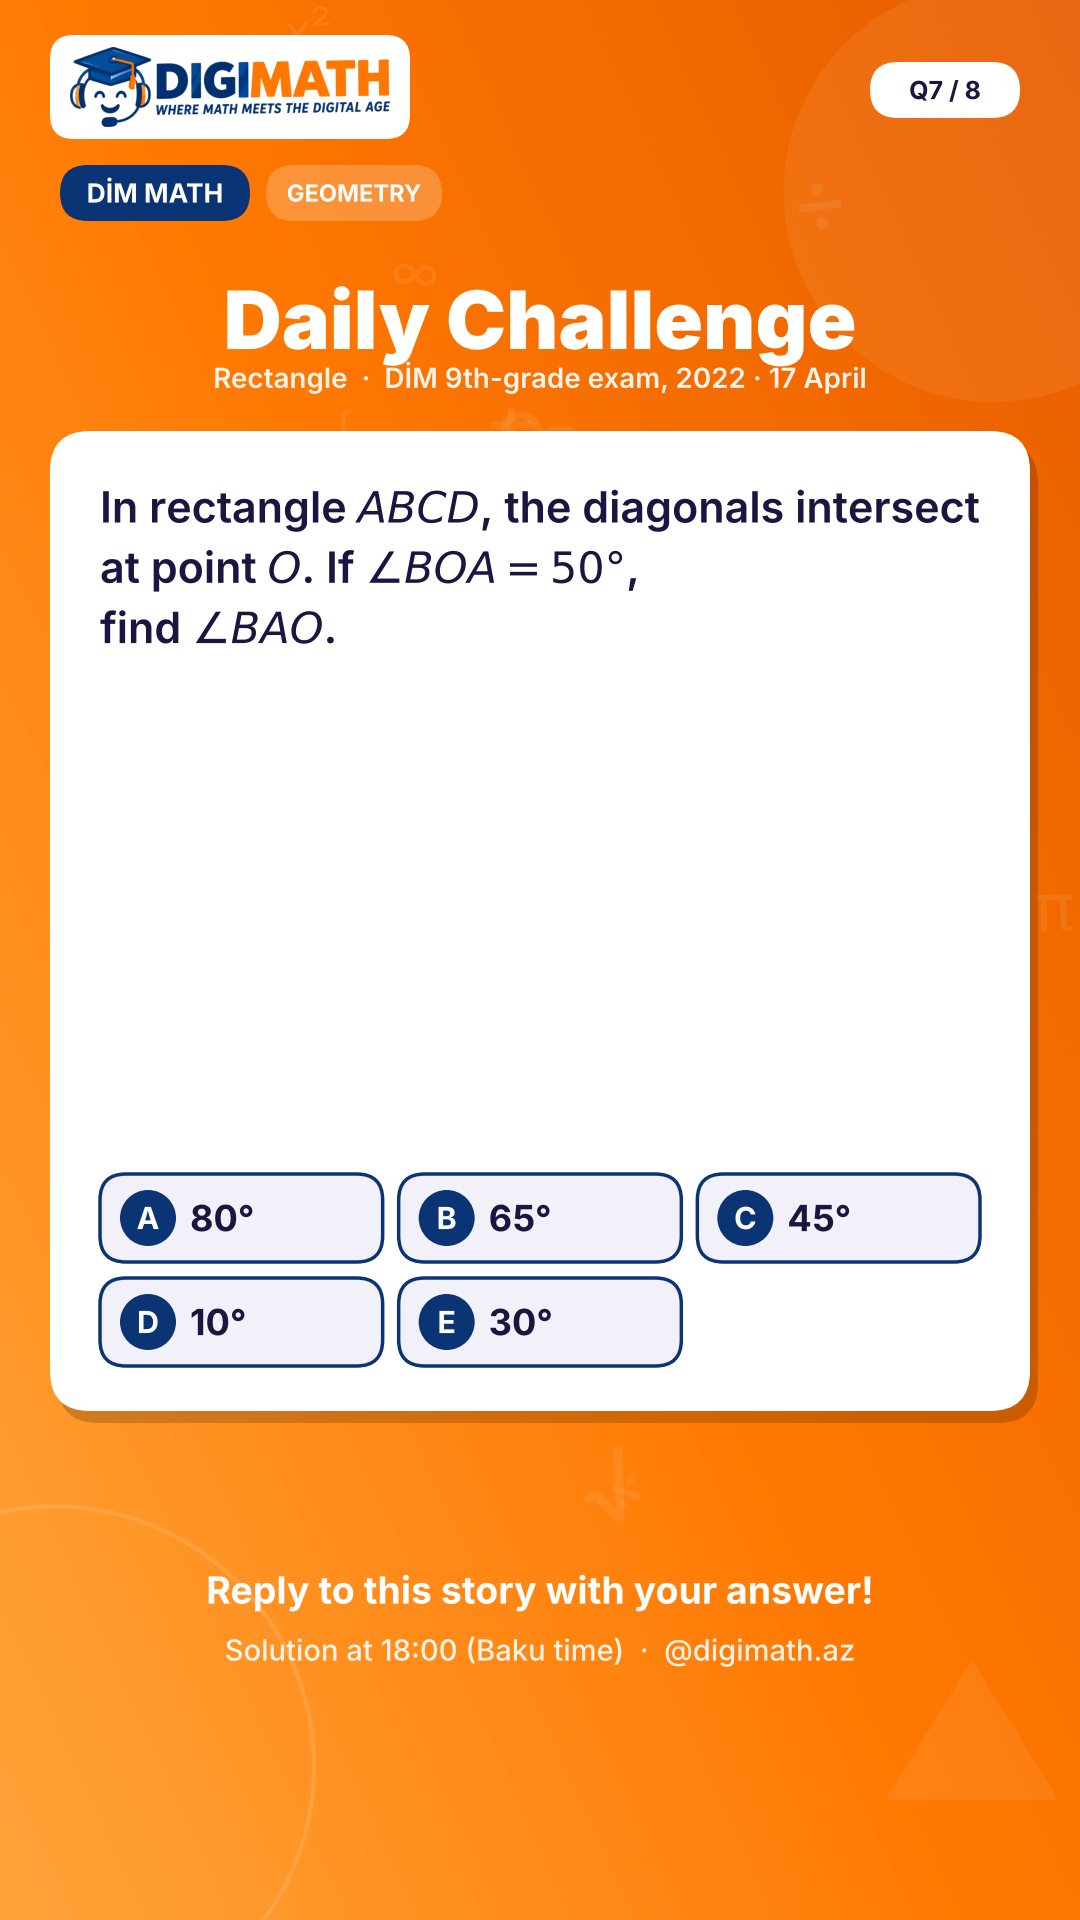 DIGIMATH
WHERE MATH MEETS THE DIGITAL AGE
Q7 / 8
DİM MATH
GEOMETRY
Daily Challenge
Rectangle · DİM 9th-grade exam, 2022 · 17 April
In rectangle ABCD, the diagonals intersect
at point O. If ∠BOA = 50°,
find ∠BAO.
A 80°
B 65°
C 45°
D 10°
E 30°
Reply to this story with your answer!
Solution at 18:00 (Baku time) · @digimath.az
x²
÷
∞
π
√